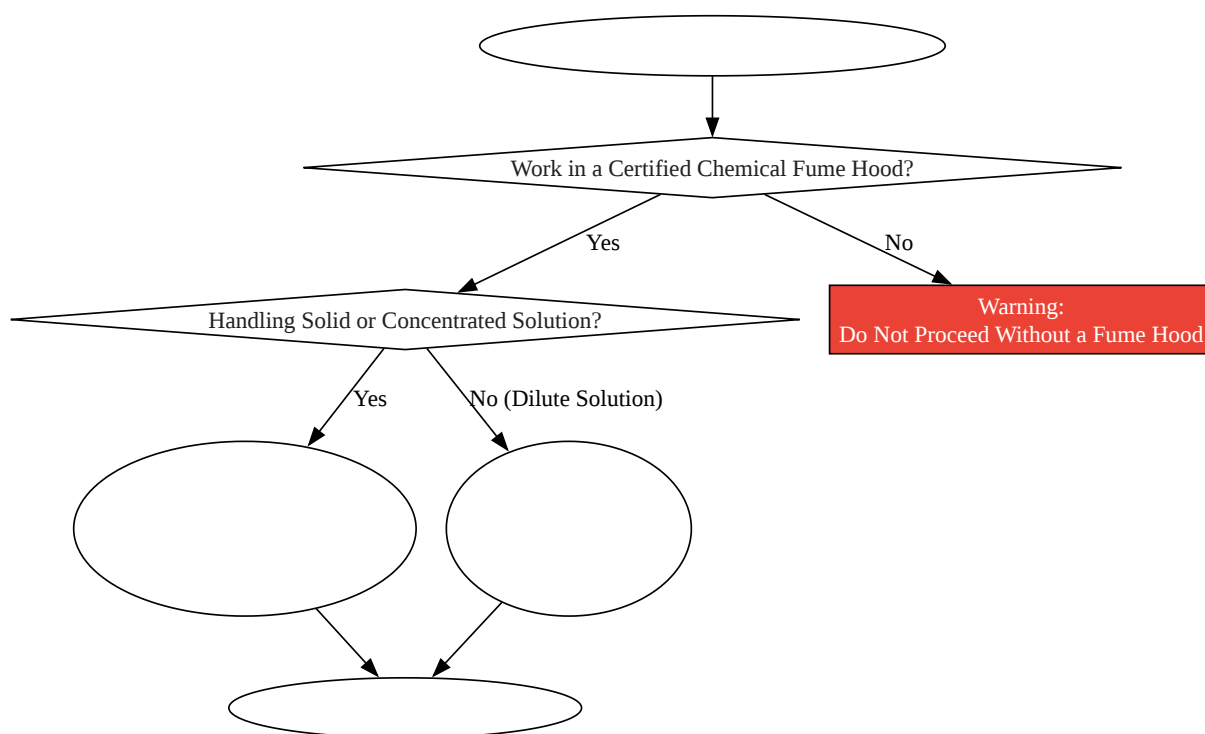 Work in a Certified Chemical Fume Hood?
Yes
No
Handling Solid or Concentrated Solution?
Warning:
Do Not Proceed Without a Fume Hood
Yes
No (Dilute Solution)